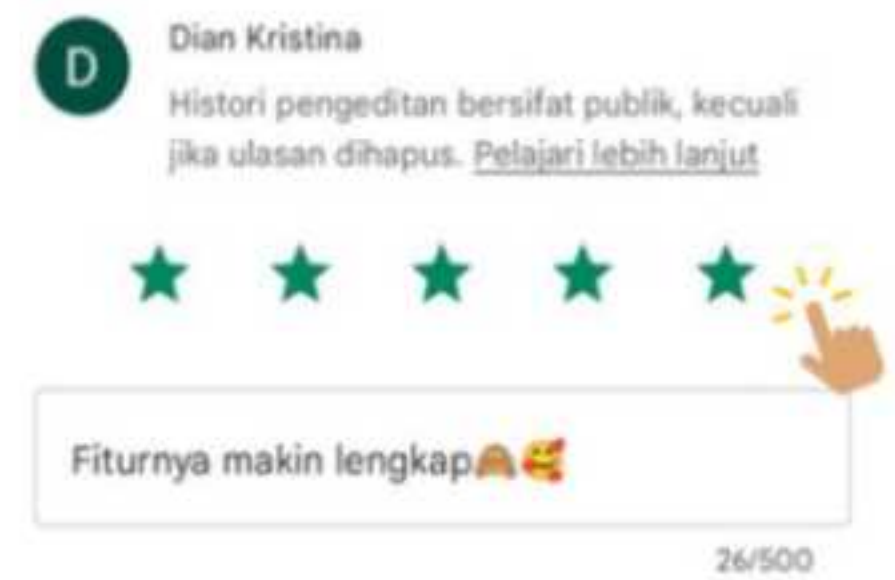 D
Dian Kristina
Histori pengeditan bersifat publik, kecuali
jika ulasan dihapus. Pelajari lebih lanjut
Fiturnya makin lengkap🙈🥰
26/500